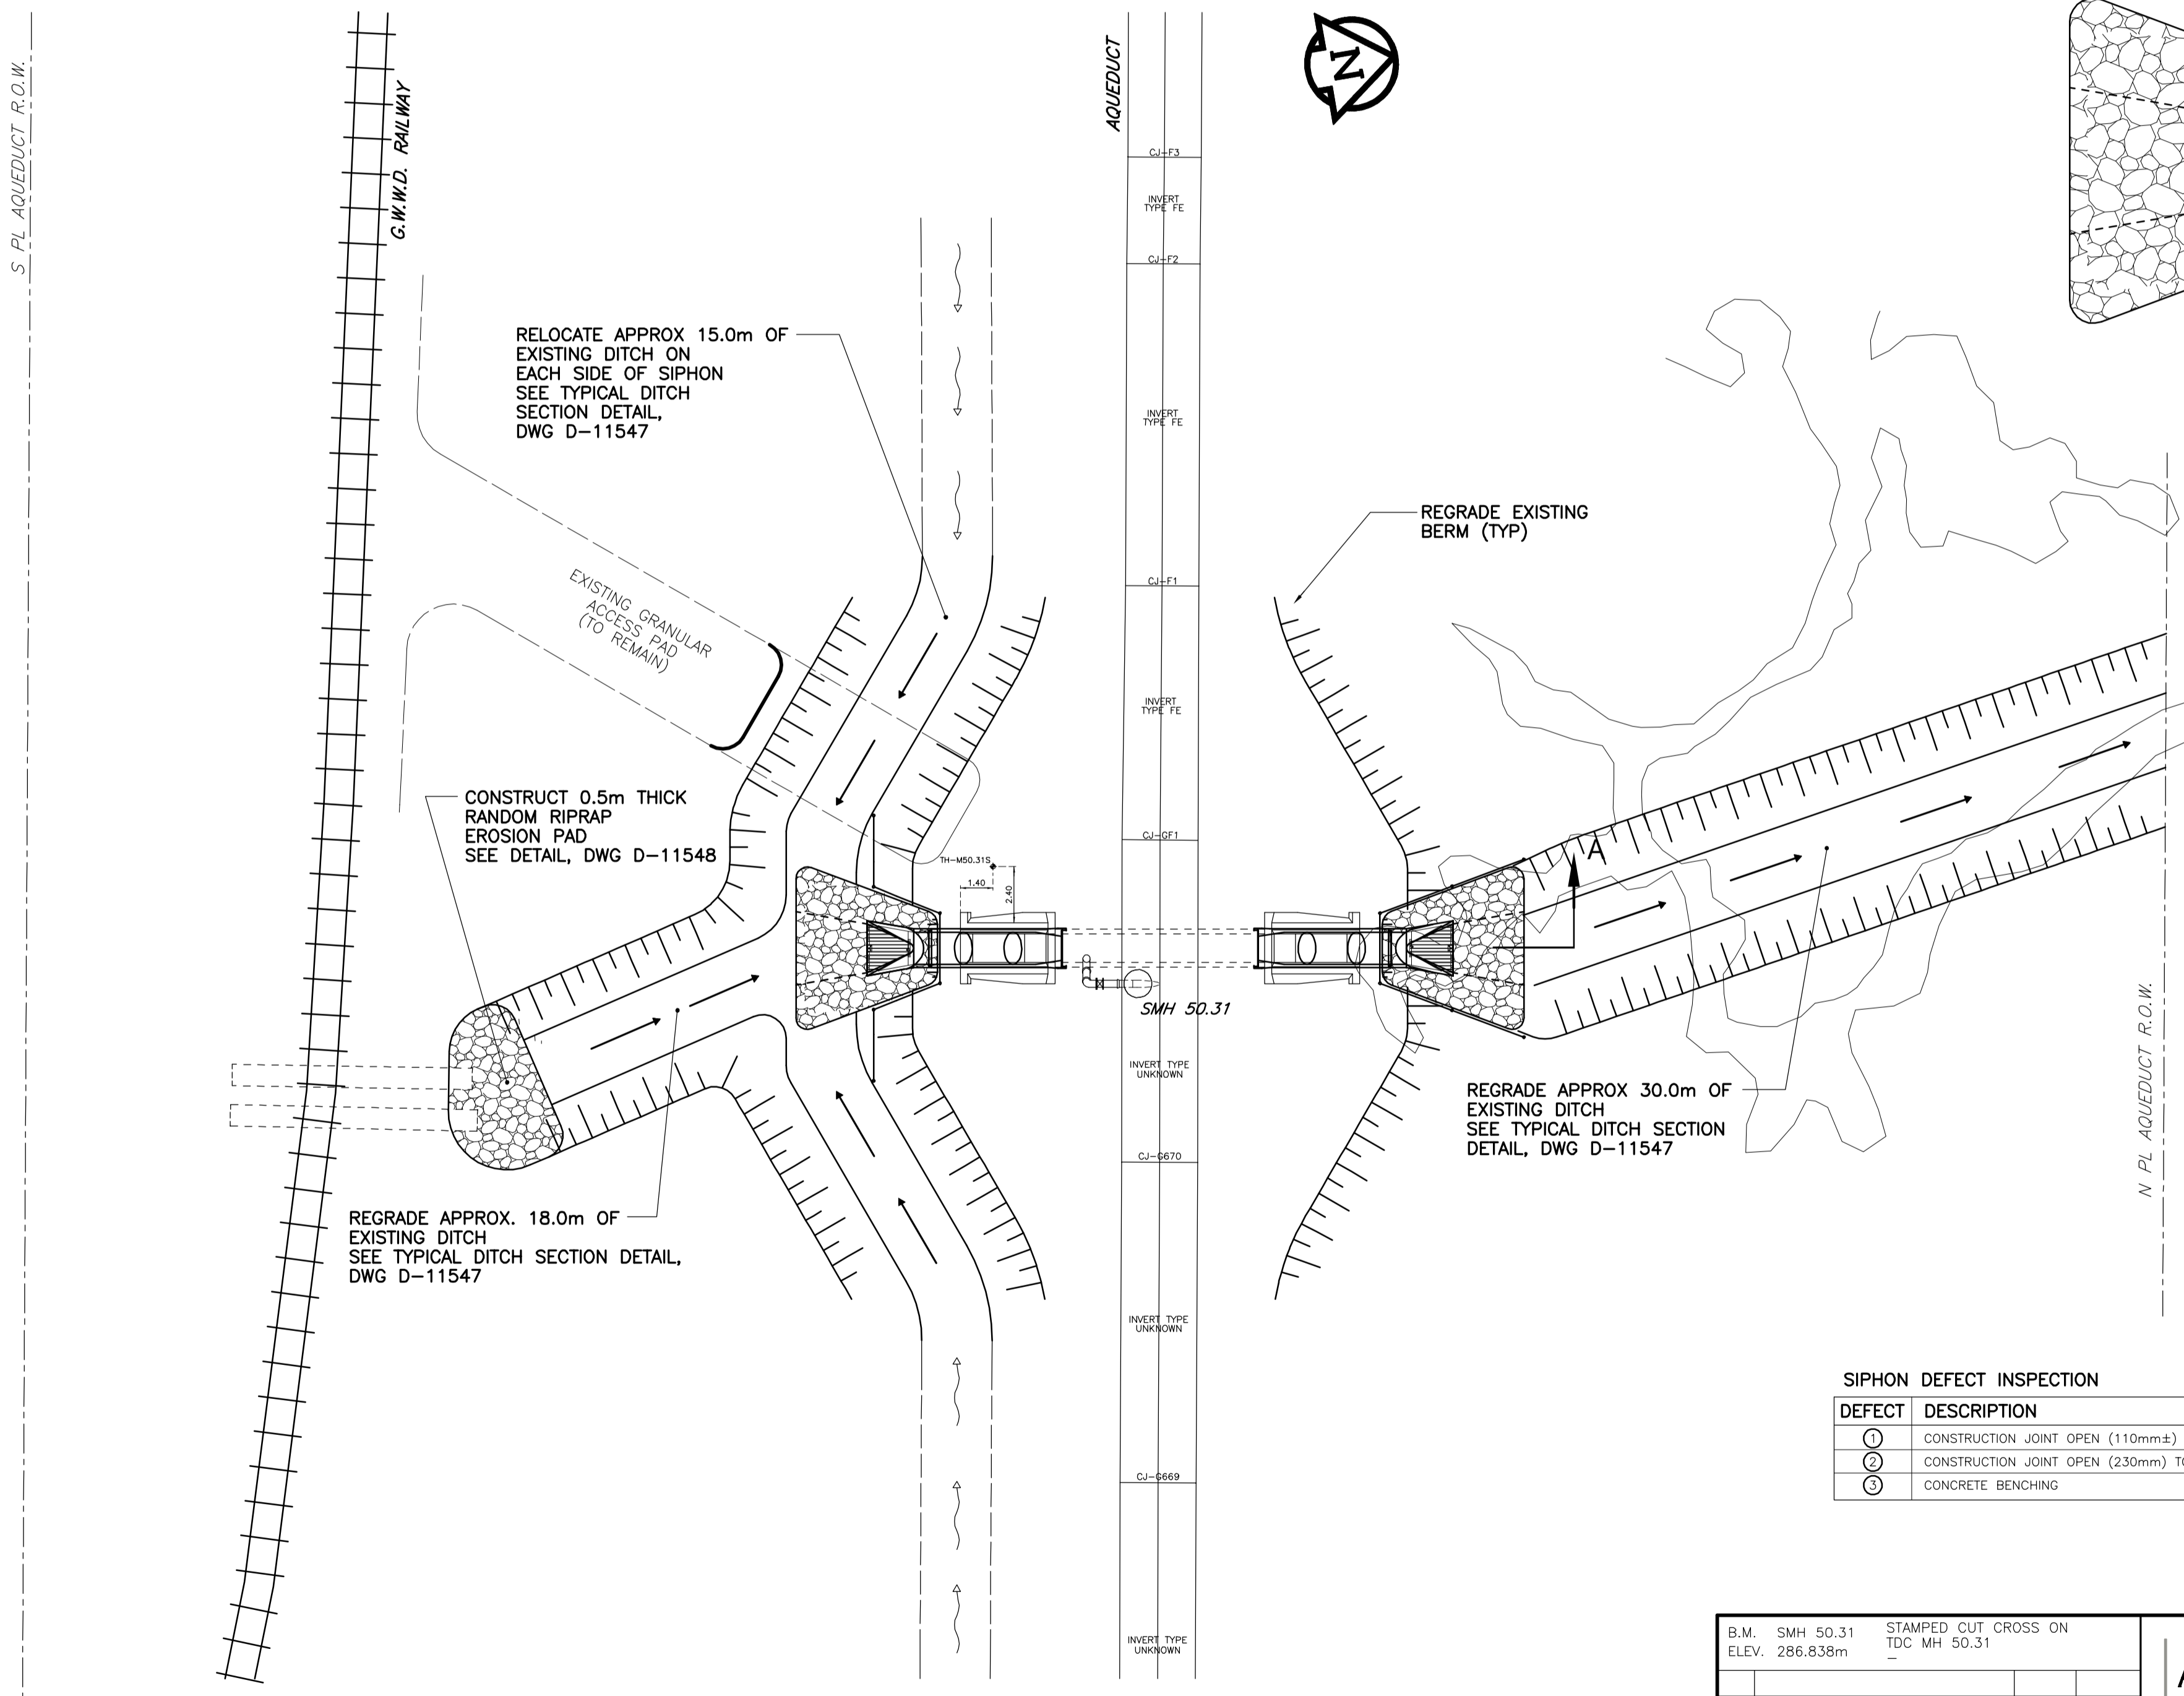 S PL AQUEDUCT R.O.W.
G.W.W.D. RAILWAY
AQUEDUCT
N
CJ-F3
INVERT
TYPE FE
CJ-F2
RELOCATE APPROX 15.0m OF
EXISTING DITCH ON
EACH SIDE OF SIPHON
SEE TYPICAL DITCH
SECTION DETAIL,
DWG D-11547
INVERT
TYPE FE
REGRADE EXISTING
BERM (TYP)
CJ-F1
EXISTING GRANULAR
ACCESS PAD
(TO REMAIN)
INVERT
TYPE FE
CONSTRUCT 0.5m THICK
RANDOM RIPRAP
EROSION PAD
SEE DETAIL, DWG D-11548
CJ-GF1
TH-M50.31S
1.40
2.40
A
SMH 50.31
INVERT TYPE
UNKNOWN
REGRADE APPROX 30.0m OF
EXISTING DITCH
SEE TYPICAL DITCH SECTION
DETAIL, DWG D-11547
N PL AQUEDUCT R.O.W.
CJ-G670
REGRADE APPROX. 18.0m OF
EXISTING DITCH
SEE TYPICAL DITCH SECTION DETAIL,
DWG D-11547
INVERT TYPE
UNKNOWN
SIPHON DEFECT INSPECTION
DEFECT DESCRIPTION
1 CONSTRUCTION JOINT OPEN (110mm±)
2 CONSTRUCTION JOINT OPEN (230mm)
3 CONCRETE BENCHING
CJ-G669
INVERT TYPE
UNKNOWN
B.M. SMH 50.31 STAMPED CUT CROSS ON
ELEV. 286.838m TDC MH 50.31